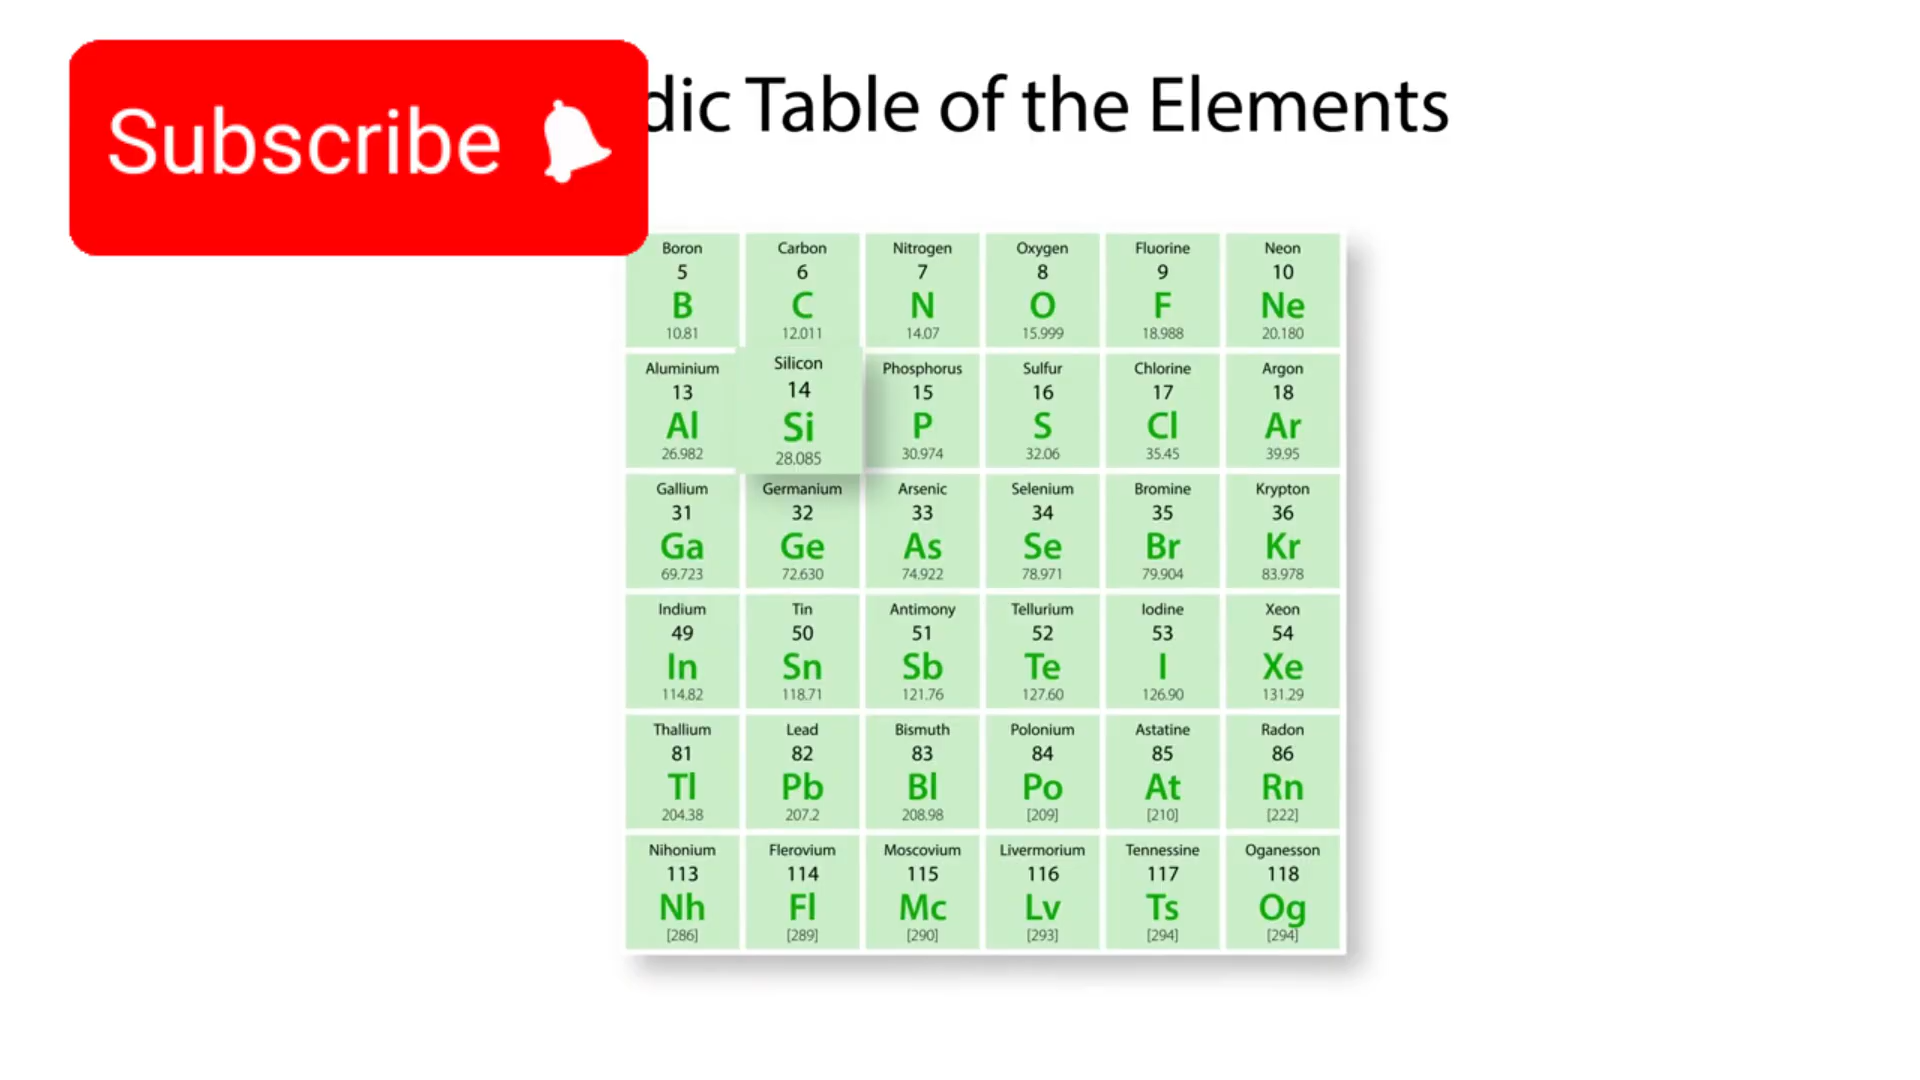 Subscribe
dic Table of the Elements
Boron Carbon Nitrogen Oxygen Fluorine Neon
5 6 7 8 9 10
B C N O F Ne
10.81 12.011 14.07 15.999 18.988 20.180
Aluminium Silicon Phosphorus Sulfur Chlorine Argon
13 14 15 16 17 18
Al Si P S Cl Ar
26.982 28.085 30.974 32.06 35.45 39.95
Gallium Germanium Arsenic Selenium Bromine Krypton
31 32 33 34 35 36
Ga Ge As Se Br Kr
69.723 72.630 74.922 78.971 79.904 83.978
Indium Tin Antimony Tellurium Iodine Xeon
49 50 51 52 53 54
In Sn Sb Te I Xe
114.82 118.71 121.76 127.60 126.90 131.29
Thallium Lead Bismuth Polonium Astatine Radon
81 82 83 84 85 86
Tl Pb Bl Po At Rn
204.38 207.2 208.98 [209] [210] [222]
Nihonium Flerovium Moscovium Livermorium Tennessine Oganesson
113 114 115 116 117 118
Nh Fl Mc Lv Ts Og
[286] [289] [290] [293] [294] [294]